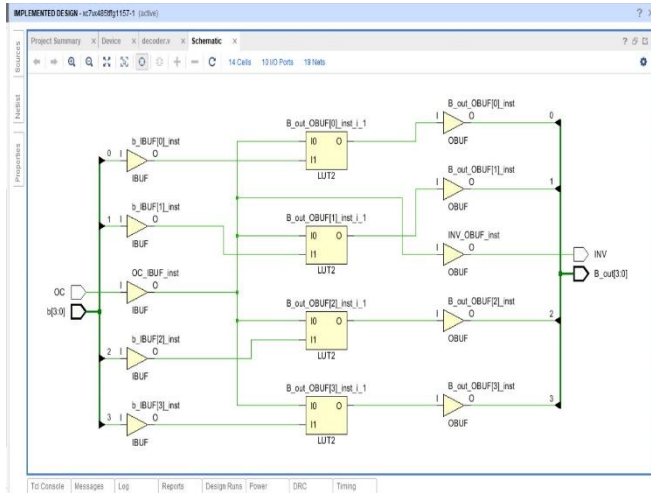 IMPLEMENTED DESIGN - xc7vx485tffg1157-1 (active)
Project Summary Device decoder.v Schematic
14 Cells 10 I/O Ports 19 Nets
Sources
Netlist
Properties
B_out_OBUF[0]_inst
0
I O
OBUF
B_out_OBUF[0]_inst_i_1
I0 O
I1
LUT2
b_IBUF[0]_inst
0 I O
IBUF
B_out_OBUF[1]_inst
1
I O
OBUF
b_IBUF[1]_inst
1 I O
IBUF
B_out_OBUF[1]_inst_i_1
I0 O
I1
LUT2
INV_OBUF_inst
I O
OBUF
INV
B_out[3:0]
OC_IBUF_inst
OC
I O
IBUF
b[3:0]
B_out_OBUF[2]_inst_i_1
I0 O
I1
LUT2
B_out_OBUF[2]_inst
2
I O
OBUF
b_IBUF[2]_inst
2 I O
IBUF
B_out_OBUF[3]_inst_i_1
I0 O
I1
LUT2
B_out_OBUF[3]_inst
3
I O
OBUF
b_IBUF[3]_inst
3 I O
IBUF
Tcl Console Messages Log Reports Design Runs Power DRC Timing